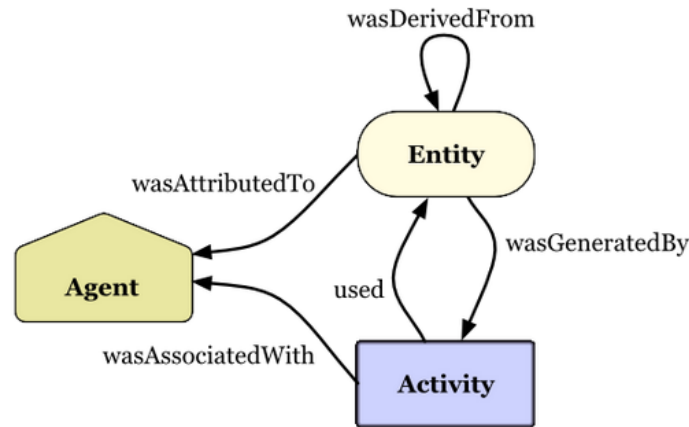 wasDerivedFrom
Entity
wasAttributedTo
wasGeneratedBy
Agent
used
wasAssociatedWith
Activity